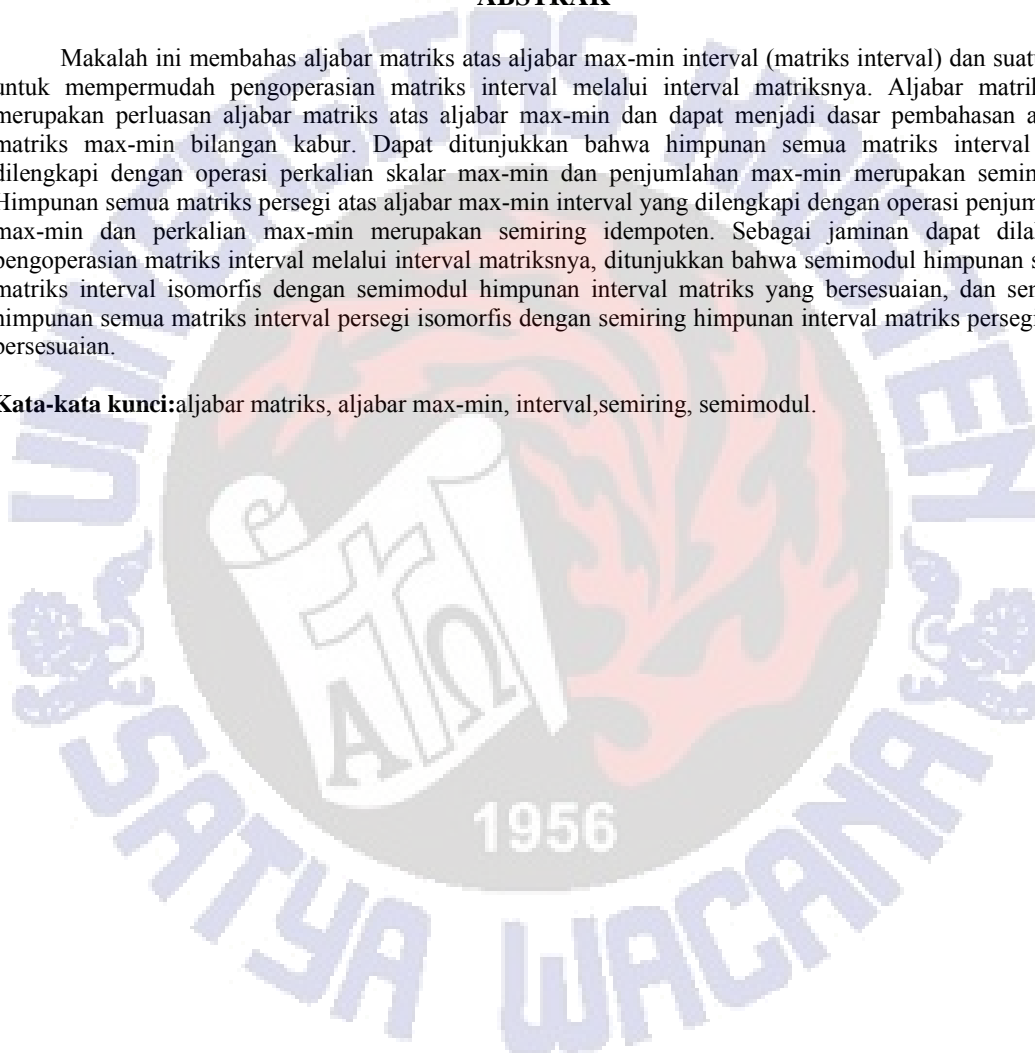 ABSTRAK
Makalah ini membahas aljabar matriks atas aljabar max-min interval (matriks interval) dan
untuk mempermudah pengoperasian matriks interval melalui interval matriksnya. Aljabar
merupakan perluasan aljabar matriks atas aljabar max-min dan dapat menjadi dasar pembahasan
matriks max-min bilangan kabur. Dapat ditunjukkan bahwa himpunan semua matriks interval
dilengkapi dengan operasi perkalian skalar max-min dan penjumlahan max-min merupakan
Himpunan semua matriks persegi atas aljabar max-min interval yang dilengkapi dengan operasi
max-min dan perkalian max-min merupakan semiring idempoten. Sebagai jaminan dapat
pengoperasian matriks interval melalui interval matriksnya, ditunjukkan bahwa semimodul himpunan
matriks interval isomorfis dengan semimodul himpunan interval matriks yang bersesuaian, dan
himpunan semua matriks interval persegi isomorfis dengan semiring himpunan interval matriks persegi
bersesuaian.
Kata-kata kunci:aljabar matriks, aljabar max-min, interval,semiring, semimodul.
UNIVERSITAS KRISTEN
SATYA WACANA
ΑΩ
1956